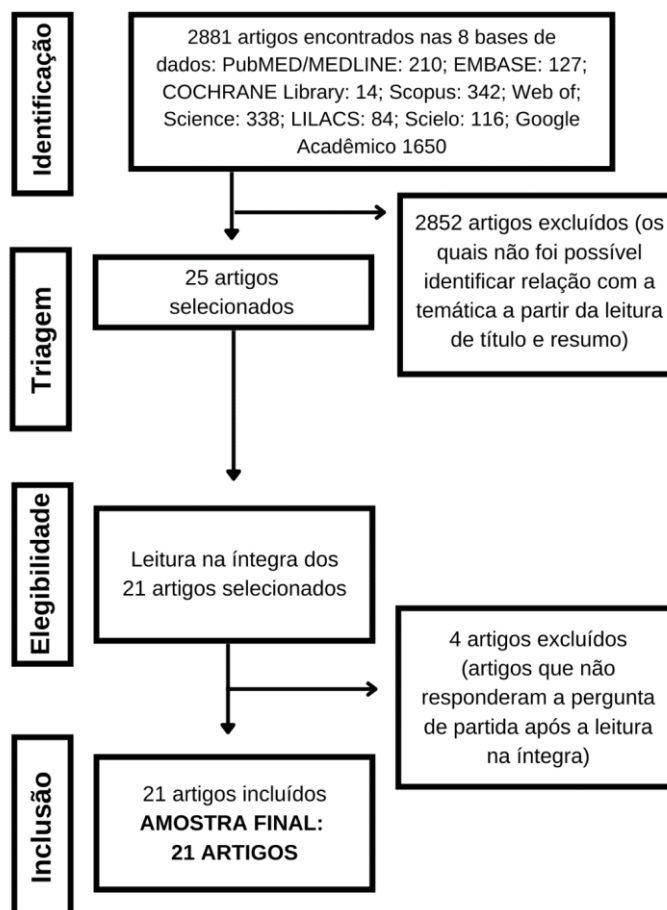 Identificação
2881 artigos encontrados nas 8 bases de
dados: PubMED/MEDLINE: 210; EMBASE: 127;
COCHRANE Library: 14; Scopus: 342; Web of;
Science: 338; LILACS: 84; Scielo: 116; Google
Acadêmico 1650
2852 artigos excluídos (os
quais não foi possível
identificar relação com a
temática a partir da leitura
de título e resumo)
Triagem
25 artigos
selecionados
Elegibilidade
Leitura na íntegra dos
21 artigos selecionados
4 artigos excluídos
(artigos que não
responderam a pergunta
de partida após a leitura
na íntegra)
Inclusão
21 artigos incluídos
AMOSTRA FINAL:
21 ARTIGOS